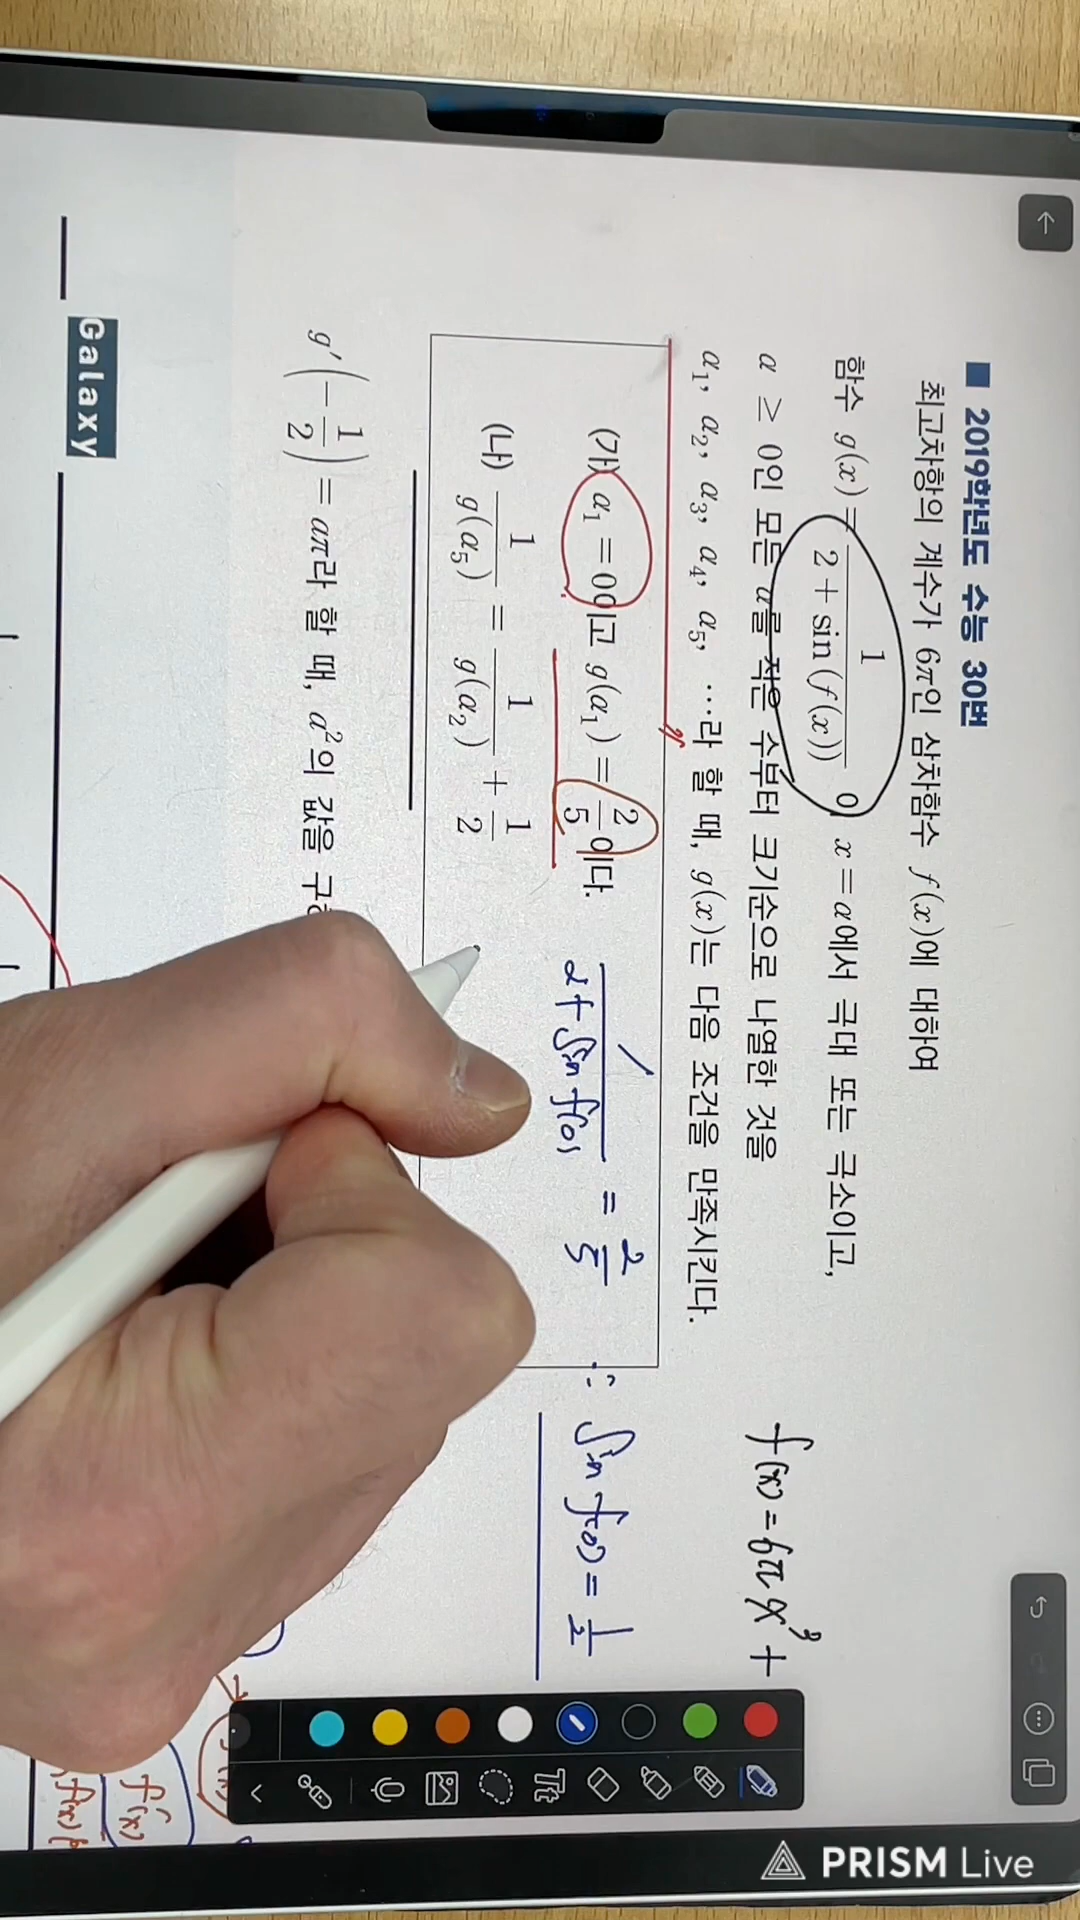 ■ 2019학년도 수능 30번
최고차항의 계수가 6π인 삼차함수 f(x)에 대하여
함수 g(x) = 1/(2+sin(f(x))) x=α에서 극대 또는 극소이고,
α ≥ 0인 모든 α를 작은 수부터 크기순으로 나열한 것을
α₁, α₂, α₃, α₄, α₅, …라 할 때, g(x)는 다음 조건을 만족시킨다.
f(x) = 6πx³ +
(가) α₁ = 0이고 g(α₁) = 2/5이다.
1/(2+sin f(0)) = 2/5 ∴ sin f(0) = 1/2
(나) 1/g(α₅) = 1/g(α₂) + 1/2
g′(−1/2) = aπ라 할 때, a²의 값을
Galaxy
f′(x)
Tt
PRISM Live